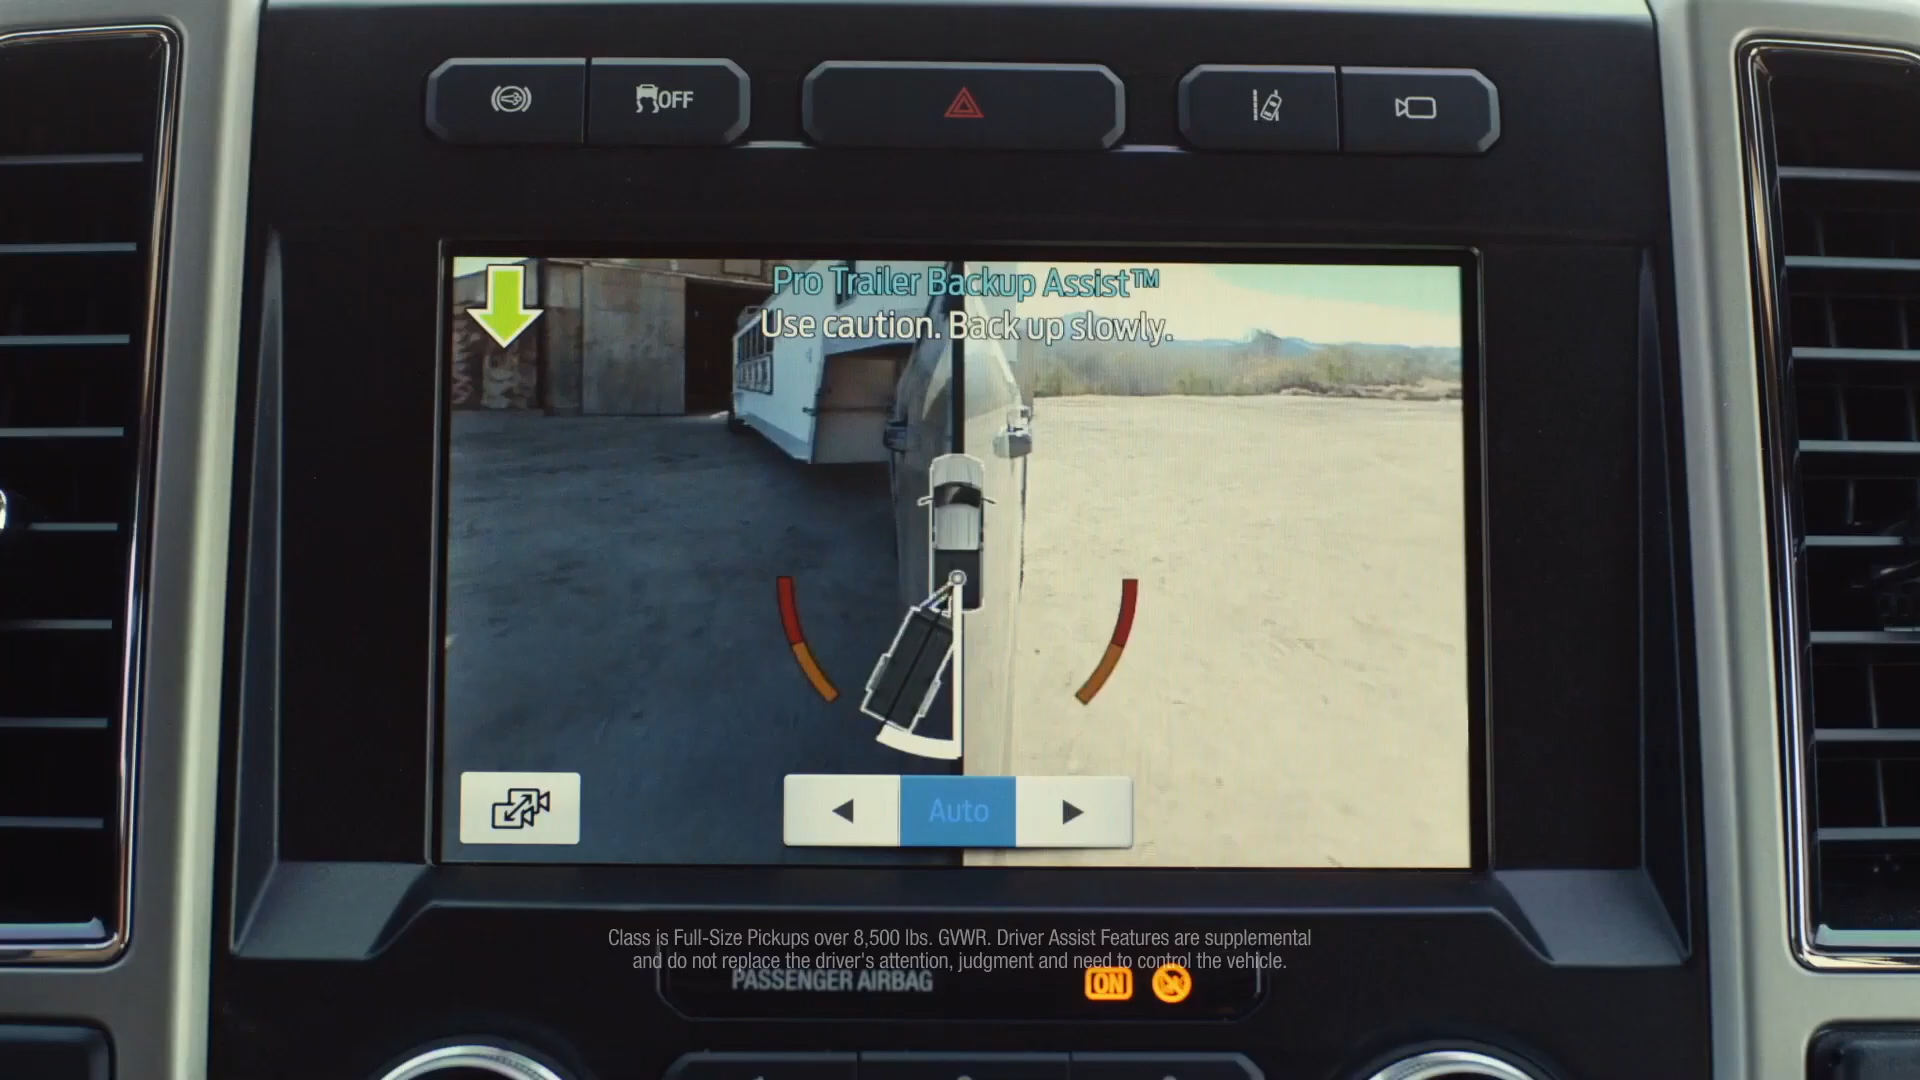 OFF
Pro Trailer Backup Assist™
Use caution. Back up slowly.
Auto
Class is Full-Size Pickups over 8,500 lbs. GVWR. Driver Assist Features are supplemental
and do not replace the driver's attention, judgment and need to control the vehicle.
PASSENGER AIRBAG
ON